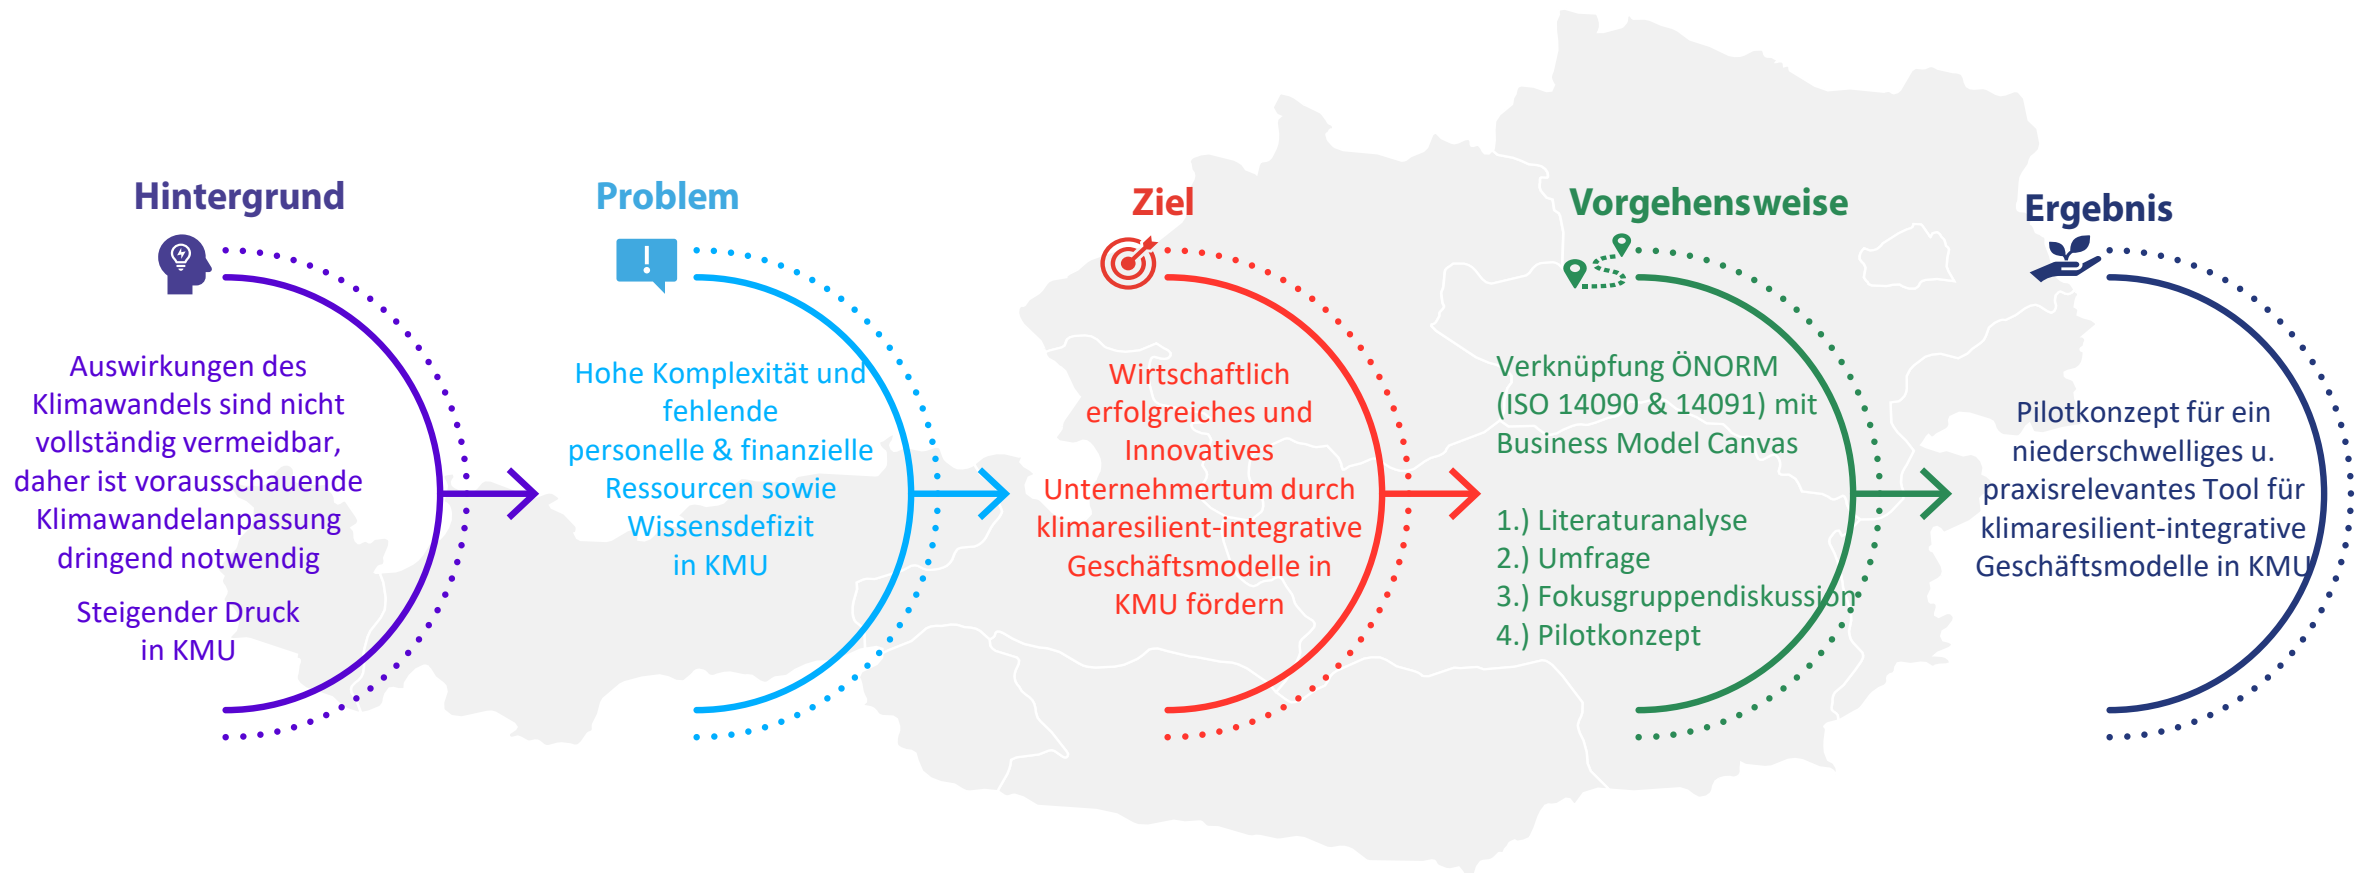 Hintergrund
Auswirkungen des
Klimawandels sind nicht
vollständig vermeidbar,
daher ist vorausschauende
Klimawandelanpassung
dringend notwendig
Steigender Druck
in KMU
Problem
Hohe Komplexität und
fehlende
personelle & finanzielle
Ressourcen sowie
Wissensdefizit
in KMU
Ziel
Wirtschaftlich
erfolgreiches und
Innovatives
Unternehmertum durch
klimaresilient-integrative
Geschäftsmodelle in
KMU fördern
Vorgehensweise
Verknüpfung ÖNORM
(ISO 14090 & 14091) mit
Business Model Canvas
1.) Literaturanalyse
2.) Umfrage
3.) Fokusgruppendiskussion
4.) Pilotkonzept
Ergebnis
Pilotkonzept für ein
niederschwelliges u.
praxisrelevantes Tool für
klimaresilient-integrative
Geschäftsmodelle in KMU